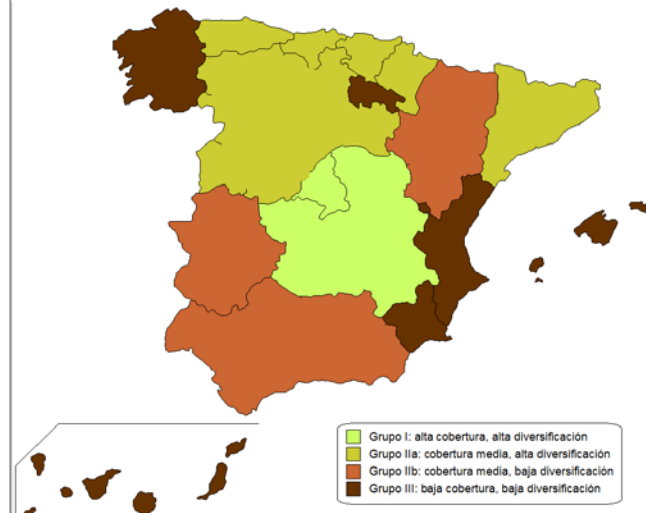 Grupo I: alta cobertura, alta diversificación
Grupo IIa: cobertura media, alta diversificación
Grupo IIb: cobertura media, baja diversificación
Grupo III: baja cobertura, baja diversificación